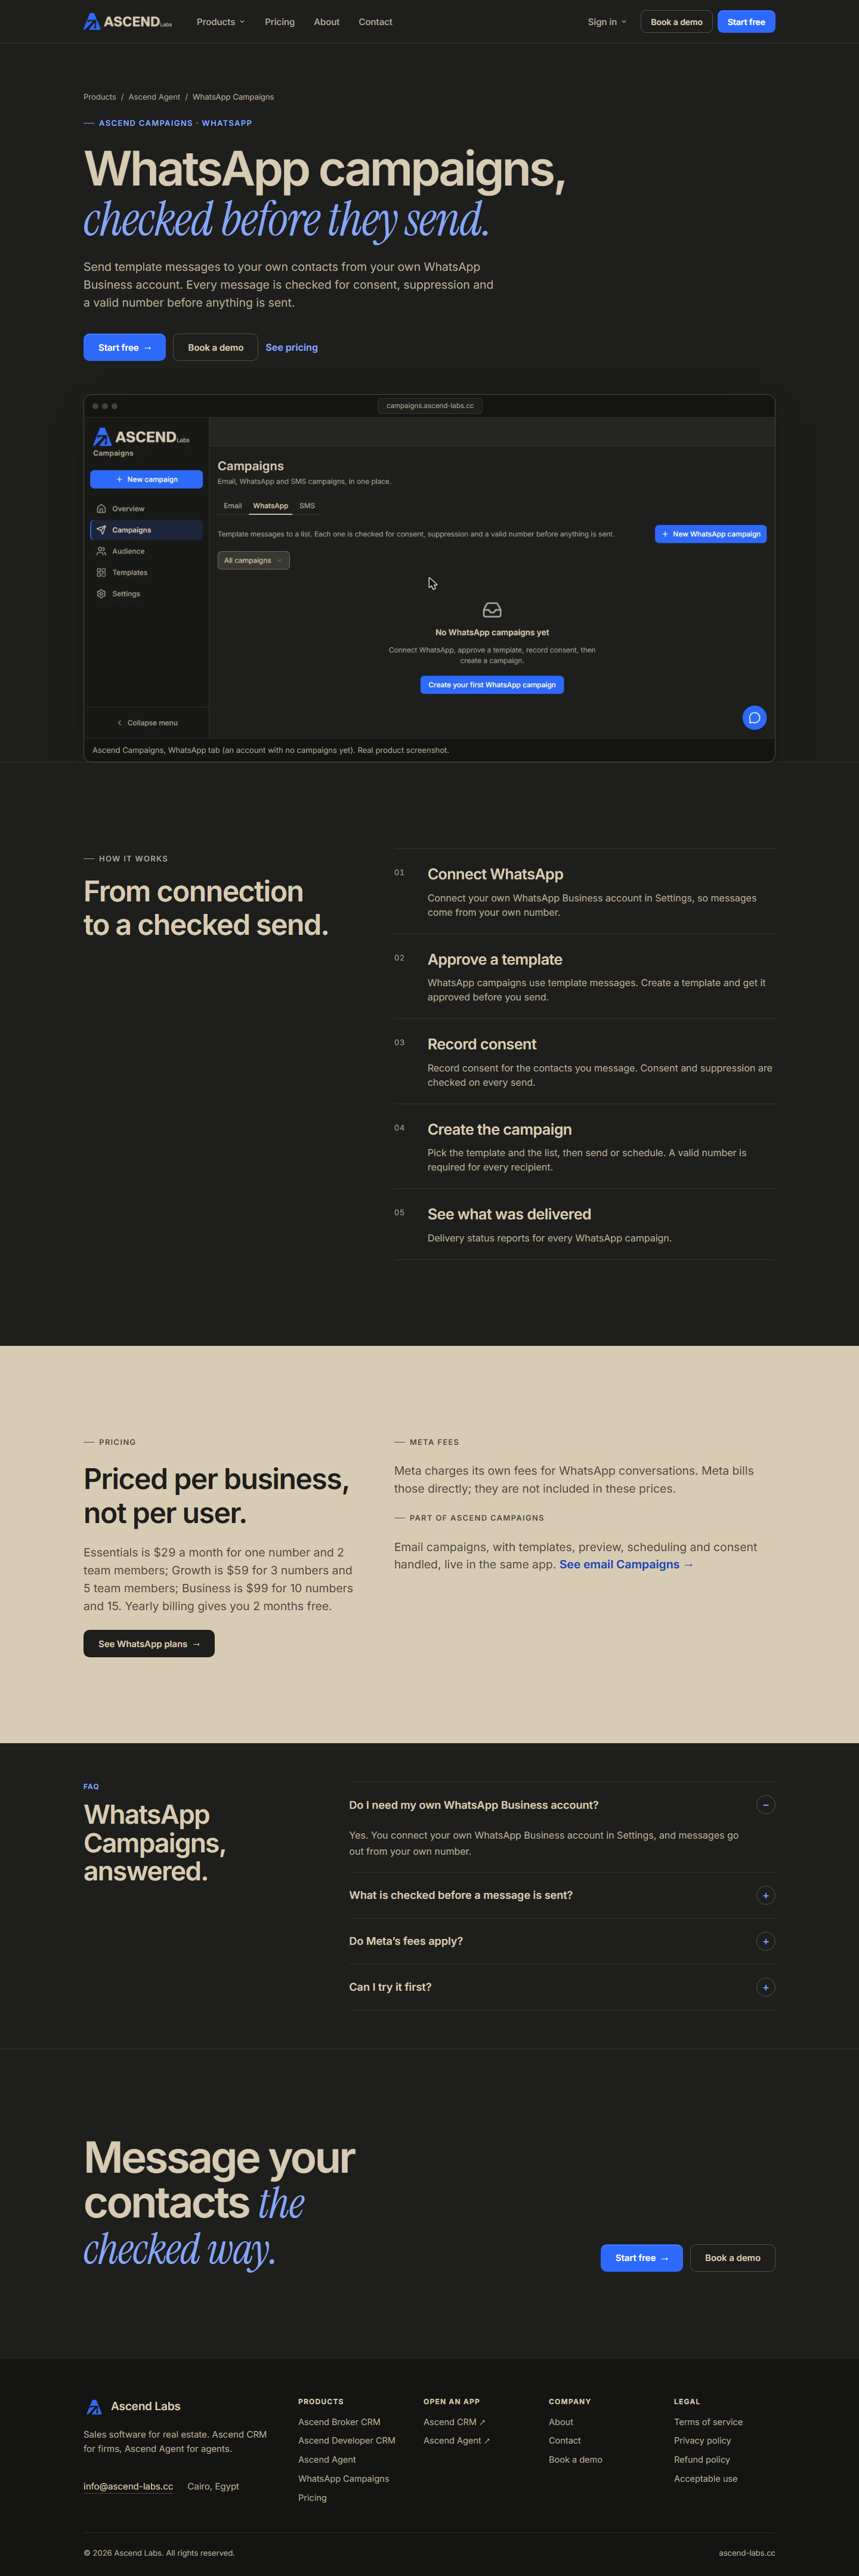 ASCEND Labs
Products
Pricing
About
Contact
Sign in
Book a demo
Start free
Products / Ascend Agent / WhatsApp Campaigns
ASCEND CAMPAIGNS · WHATSAPP
WhatsApp campaigns,
checked before they send.
Send template messages to your own contacts from your own WhatsApp
Business account. Every message is checked for consent, suppression and
a valid number before anything is sent.
Start free →
Book a demo
See pricing
campaigns.ascend-labs.cc
ASCEND Labs
Campaigns
+ New campaign
Overview
Campaigns
Audience
Templates
Settings
Collapse menu
Campaigns
Email, WhatsApp and SMS campaigns, in one place.
Email
WhatsApp
SMS
Template messages to a list. Each one is checked for consent, suppression and a valid number before anything is sent.
+ New WhatsApp campaign
All campaigns
No WhatsApp campaigns yet
Connect WhatsApp, approve a template, record consent, then
create a campaign.
Create your first WhatsApp campaign
Ascend Campaigns, WhatsApp tab (an account with no campaigns yet). Real product screenshot.
HOW IT WORKS
From connection
to a checked send.
01
Connect WhatsApp
Connect your own WhatsApp Business account in Settings, so messages
come from your own number.
02
Approve a template
WhatsApp campaigns use template messages. Create a template and get it
approved before you send.
03
Record consent
Record consent for the contacts you message. Consent and suppression are
checked on every send.
04
Create the campaign
Pick the template and the list, then send or schedule. A valid number is
required for every recipient.
05
See what was delivered
Delivery status reports for every WhatsApp campaign.
PRICING
Priced per business,
not per user.
Essentials is $29 a month for one number and 2
team members; Growth is $59 for 3 numbers and
5 team members; Business is $99 for 10 numbers
and 15. Yearly billing gives you 2 months free.
See WhatsApp plans →
META FEES
Meta charges its own fees for WhatsApp conversations. Meta bills
those directly; they are not included in these prices.
PART OF ASCEND CAMPAIGNS
Email campaigns, with templates, preview, scheduling and consent
handled, live in the same app. See email Campaigns →
FAQ
WhatsApp
Campaigns,
answered.
Do I need my own WhatsApp Business account?
Yes. You connect your own WhatsApp Business account in Settings, and messages go
out from your own number.
What is checked before a message is sent?
Do Meta’s fees apply?
Can I try it first?
Message your
contacts the
checked way.
Start free →
Book a demo
Ascend Labs
Sales software for real estate. Ascend CRM
for firms, Ascend Agent for agents.
info@ascend-labs.cc
Cairo, Egypt
PRODUCTS
Ascend Broker CRM
Ascend Developer CRM
Ascend Agent
WhatsApp Campaigns
Pricing
OPEN AN APP
Ascend CRM ↗
Ascend Agent ↗
COMPANY
About
Contact
Book a demo
LEGAL
Terms of service
Privacy policy
Refund policy
Acceptable use
© 2026 Ascend Labs. All rights reserved.
ascend-labs.cc